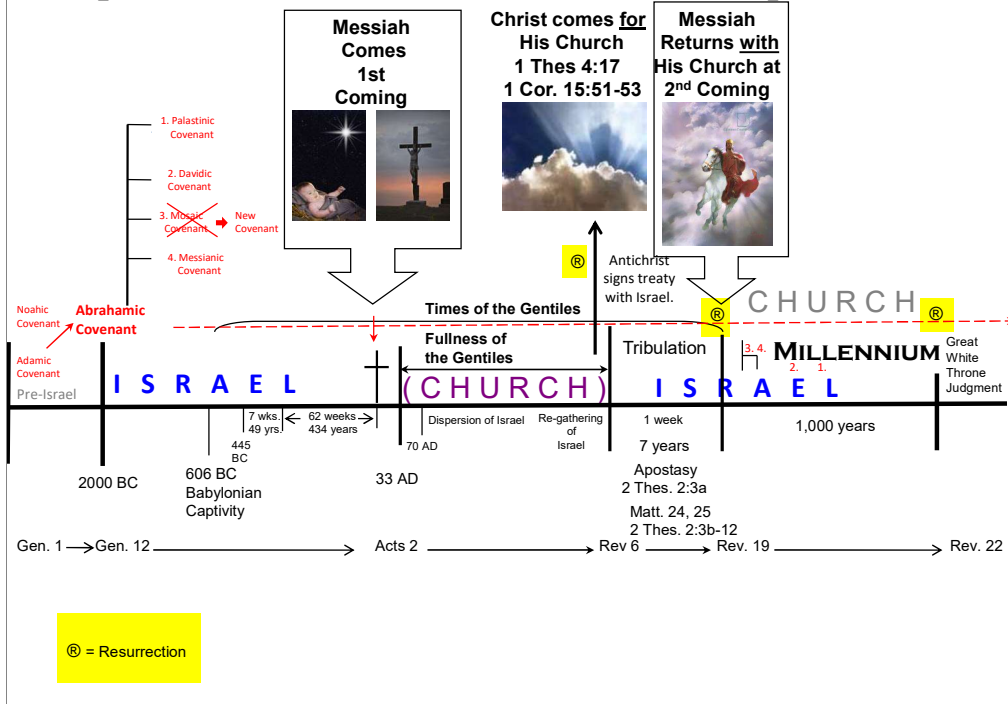 Messiah
Comes
1st
Coming
Christ comes for
His Church
1 Thes 4:17
1 Cor. 15:51-53
Messiah
Returns with
His Church at
2nd Coming
1. Palastinic
Covenant
2. Davidic
Covenant
3. Mosaic
Covenant
New
Covenant
4. Messianic
Covenant
Noahic
Covenant
Abrahamic
Covenant
Adamic
Covenant
®
Antichrist
signs treaty
with Israel.
Times of the Gentiles
®
CHURCH
®
Fullness of
the Gentiles
Tribulation
3. 4.
MILLENNIUM
2. 1.
Great
White
Throne
Judgment
Pre-Israel
ISRAEL
(CHURCH)
ISRAEL
7 wks.
49 yrs.
62 weeks
434 years
445
BC
606 BC
Babylonian
Captivity
2000 BC
33 AD
70 AD
Dispersion of Israel
Re-gathering
of
Israel
1 week
7 years
1,000 years
Apostasy
2 Thes. 2:3a
Matt. 24, 25
2 Thes. 2:3b-12
Gen. 1
Gen. 12
Acts 2
Rev 6
Rev. 19
Rev. 22
® = Resurrection